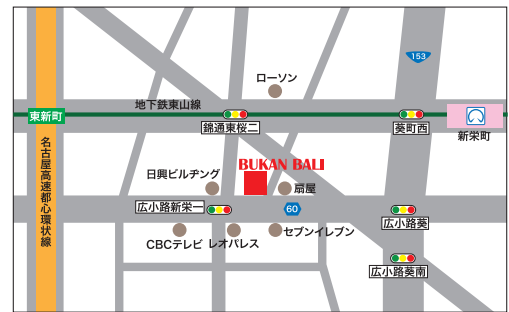 153
ローソン
地下鉄東山線
東新町
錦通東桜二
葵町西
新栄町
名古屋高速都心環状線
BUKAN BALI
日興ビルヂング
扇屋
広小路新栄一
60
広小路葵
CBCテレビ
レオパレス
セブンイレブン
広小路葵南